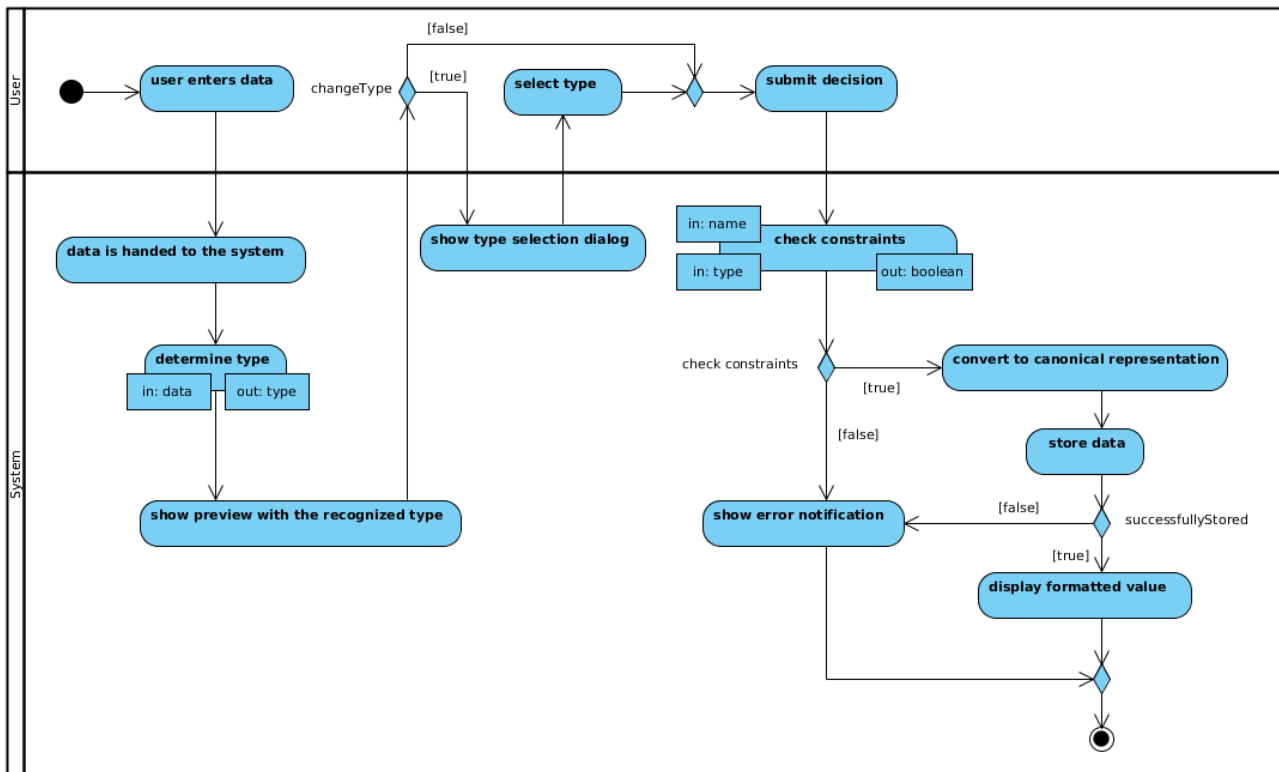 User
[false]
user enters data
changeType
[true]
select type
submit decision
System
data is handed to the system
show type selection dialog
in: name
check constraints
in: type
out: boolean
determine type
in: data
out: type
check constraints
[true]
convert to canonical representation
[false]
store data
show preview with the recognized type
show error notification
[false]
successfullyStored
[true]
display formatted value